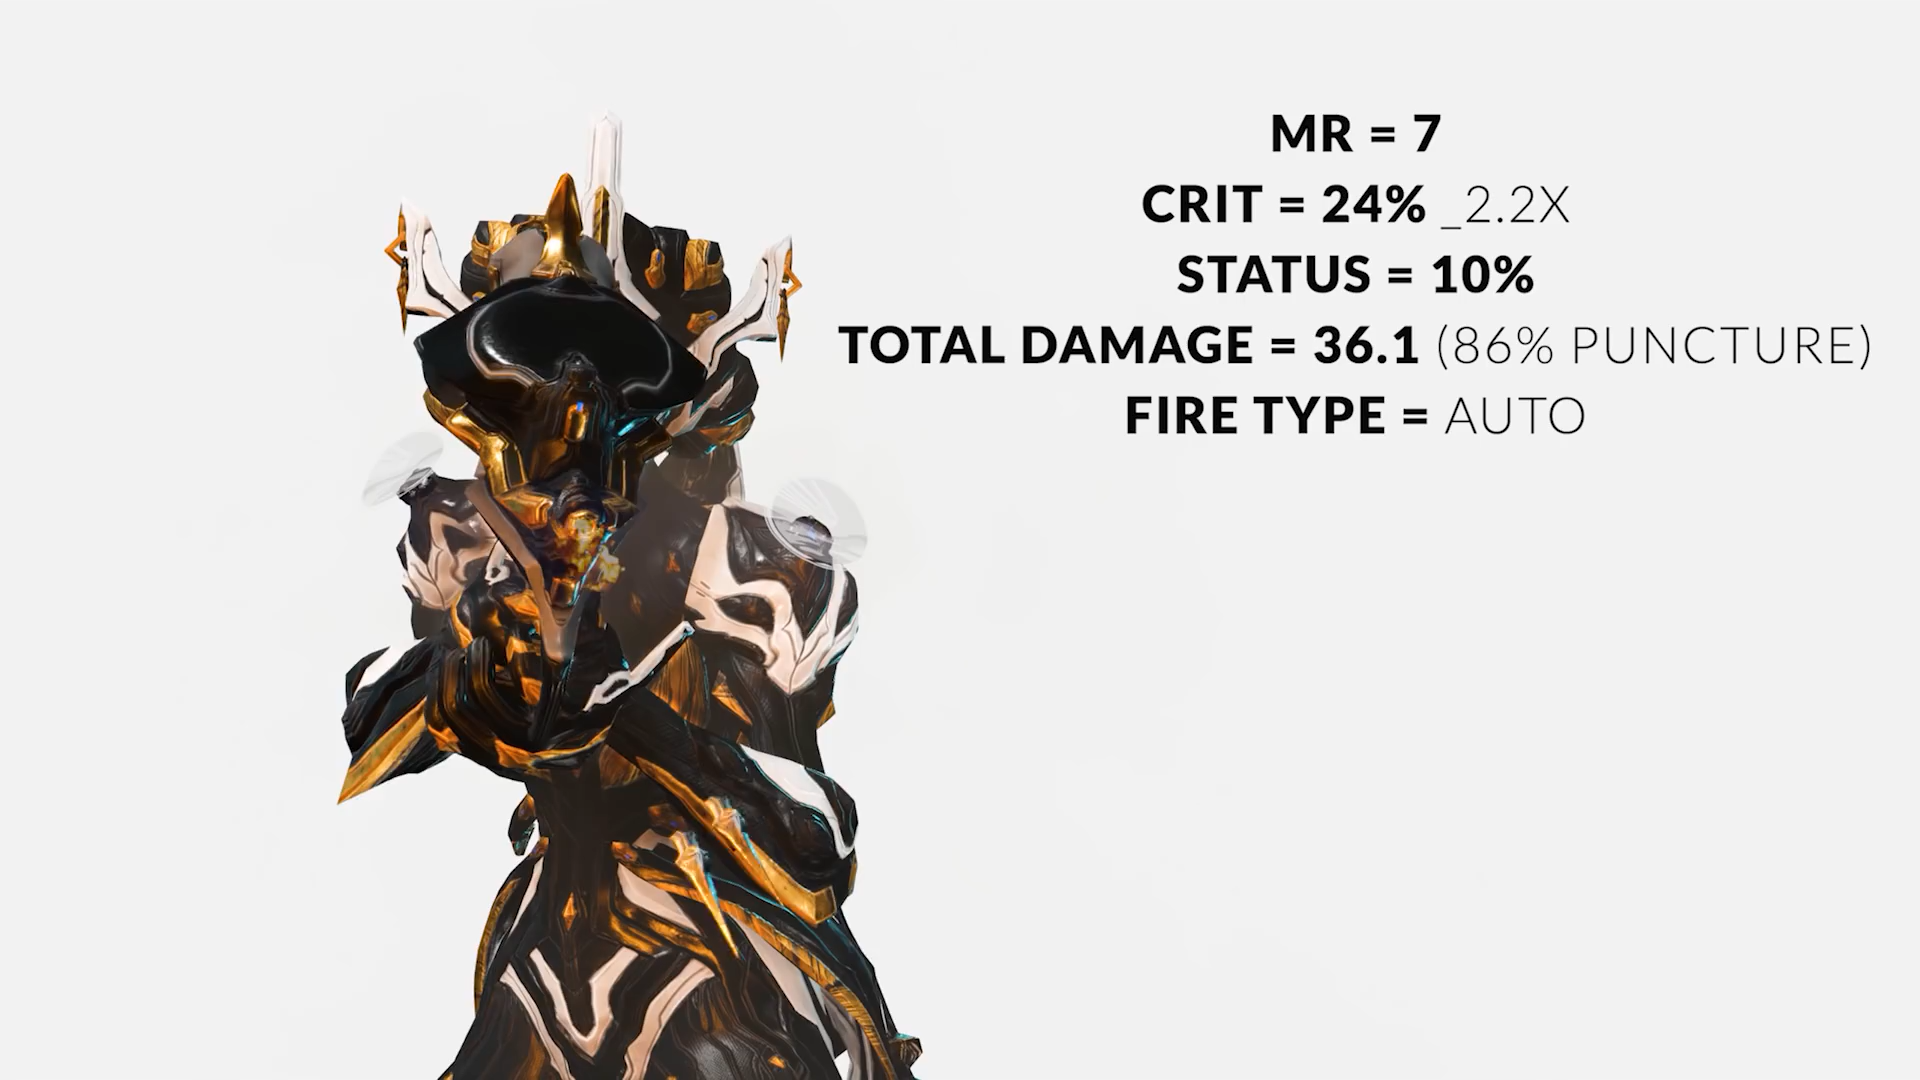 MR = 7
CRIT = 24% _2.2X
STATUS = 10%
TOTAL DAMAGE = 36.1 (86% PUNCTURE)
FIRE TYPE = AUTO